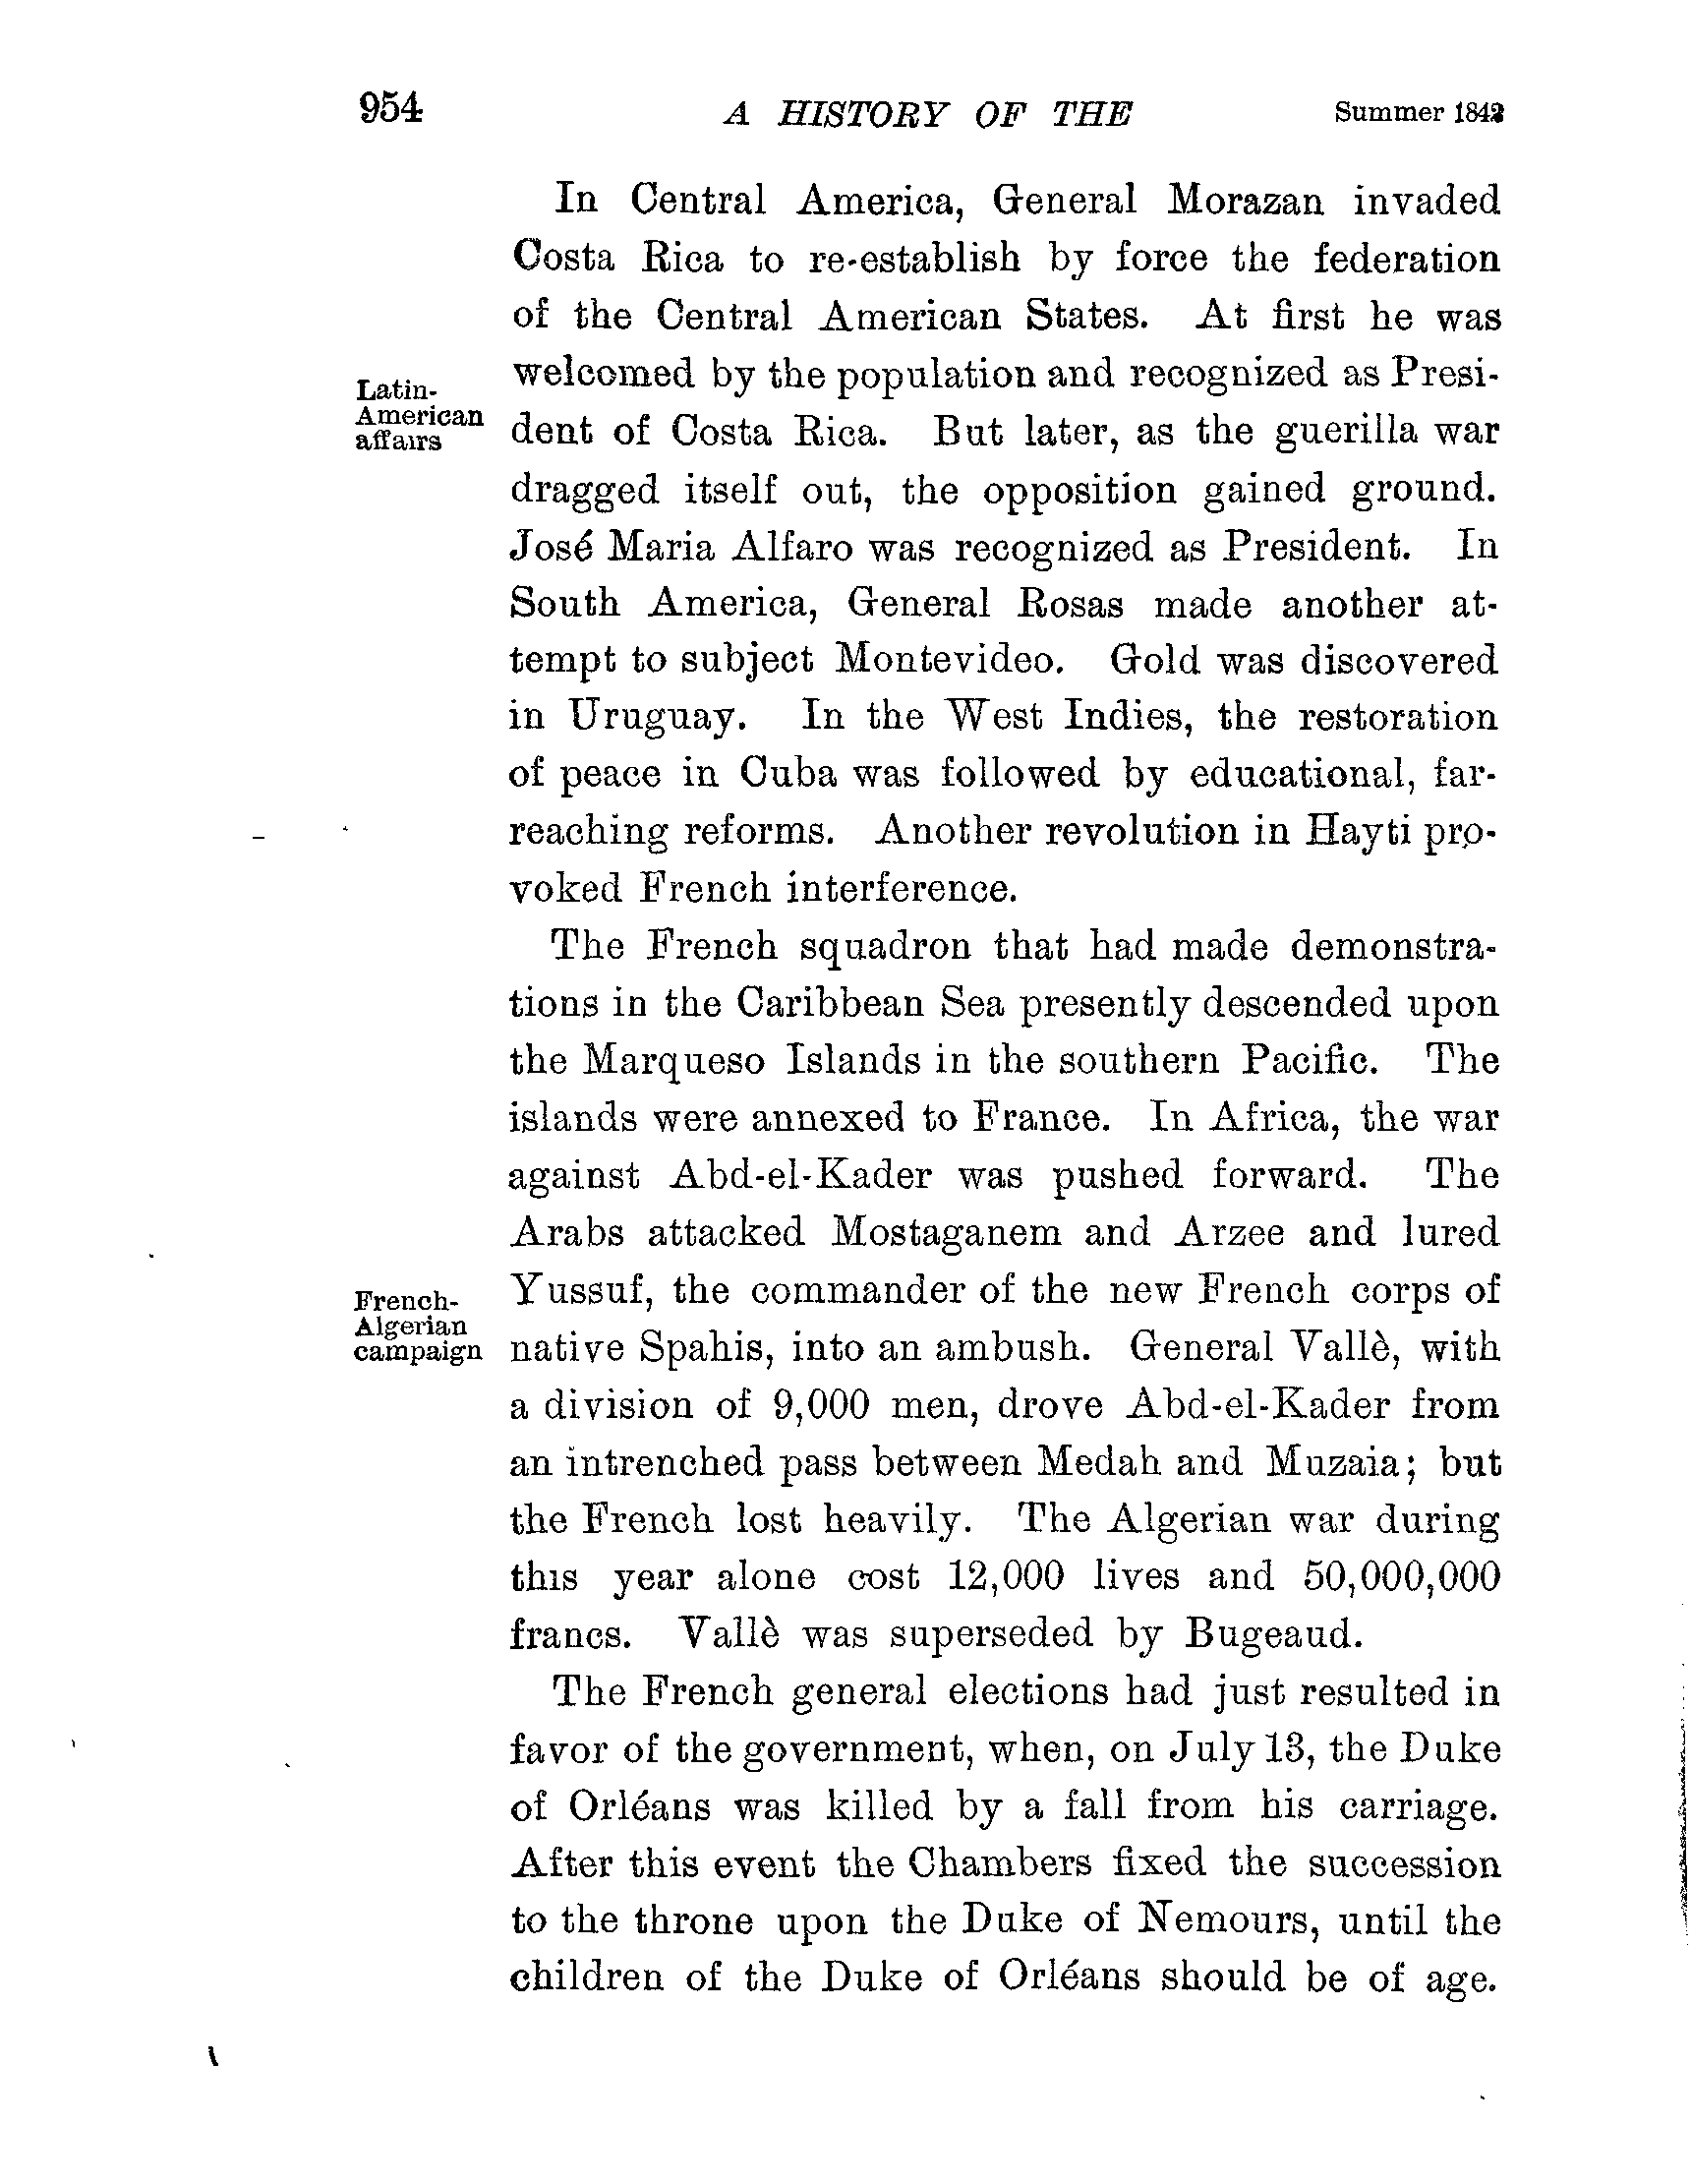 954 A HISTORY OF THE Summer 1842
In Central America, General Morazan invaded
Costa Rica to re-establish by force the federation
of the Central American States. At first he was
welcomed by the population and recognized as Presi-
Latin-
American
affairs
dent of Costa Rica. But later, as the guerilla war
dragged itself out, the opposition gained ground.
José Maria Alfaro was recognized as President. In
South America, General Rosas made another at-
tempt to subject Montevideo. Gold was discovered
in Uruguay. In the West Indies, the restoration
of peace in Cuba was followed by educational, far-
reaching reforms. Another revolution in Hayti pro-
voked French interference.
The French squadron that had made demonstra-
tions in the Caribbean Sea presently descended upon
the Marqueso Islands in the southern Pacific. The
islands were annexed to France. In Africa, the war
against Abd-el-Kader was pushed forward. The
Arabs attacked Mostaganem and Arzee and lured
Yussuf, the commander of the new French corps of
French-
Algerian
campaign
native Spahis, into an ambush. General Vallè, with
a division of 9,000 men, drove Abd-el-Kader from
an intrenched pass between Medah and Muzaia; but
the French lost heavily. The Algerian war during
this year alone cost 12,000 lives and 50,000,000
francs. Vallè was superseded by Bugeaud.
The French general elections had just resulted in
favor of the government, when, on July 13, the Duke
of Orléans was killed by a fall from his carriage.
After this event the Chambers fixed the succession
to the throne upon the Duke of Nemours, until the
children of the Duke of Orléans should be of age.